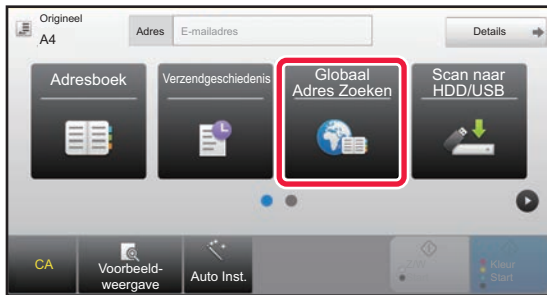 Origineel
A4
Adres
E-mailadres
Details
Adresboek
Verzendgeschiedenis
Globaal
Adres Zoeken
Scan naar
HDD/USB
CA
Voorbeeld-
weergave
Auto Inst.
Kleur
Start